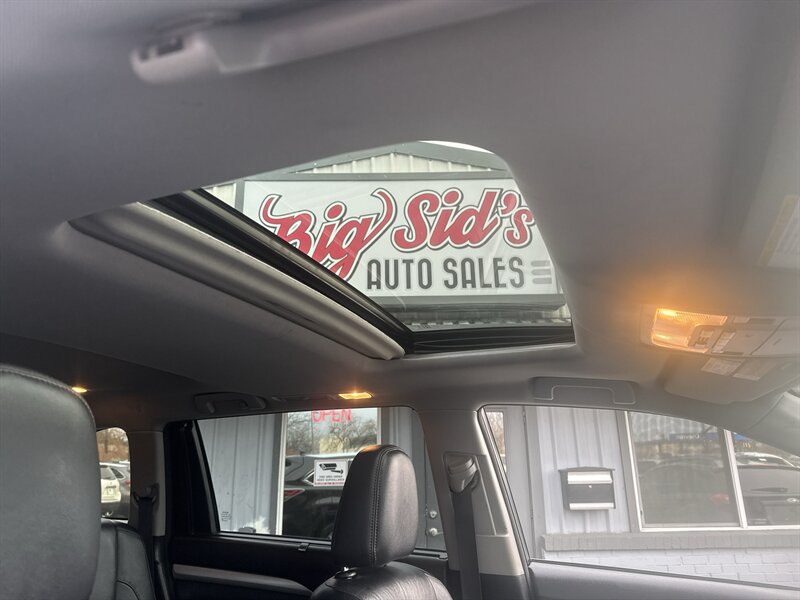 Big Sid's
AUTO SALES
OPEN